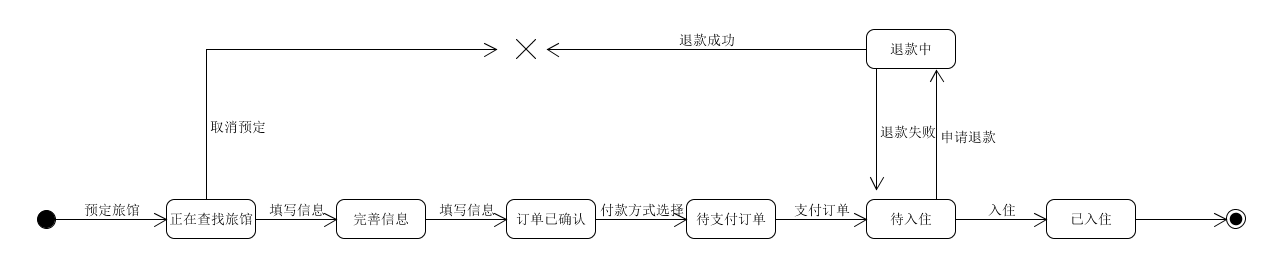 退款成功
退款中
取消预定
退款失败
申请退款
预定旅馆
正在查找旅馆
填写信息
完善信息
填写信息
订单已确认
付款方式选择
待支付订单
支付订单
待入住
入住
已入住